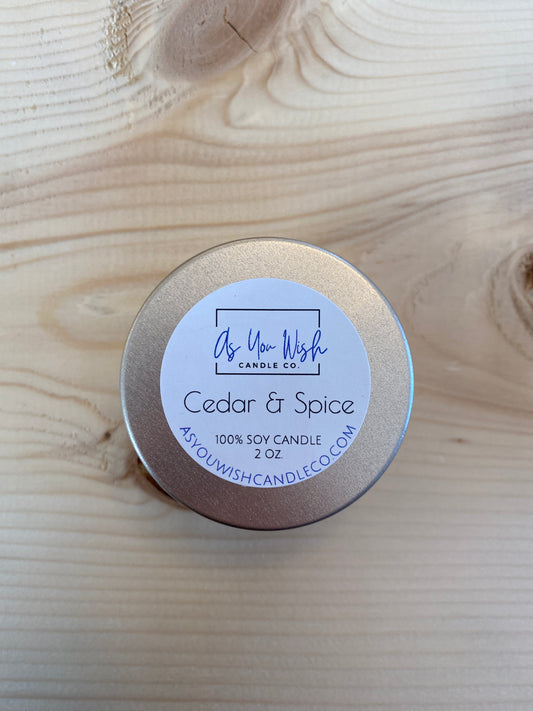 As You Wish
CANDLE CO.
Cedar & Spice
100% SOY CANDLE
2 OZ.
ASYOUWISHCANDLECO.COM